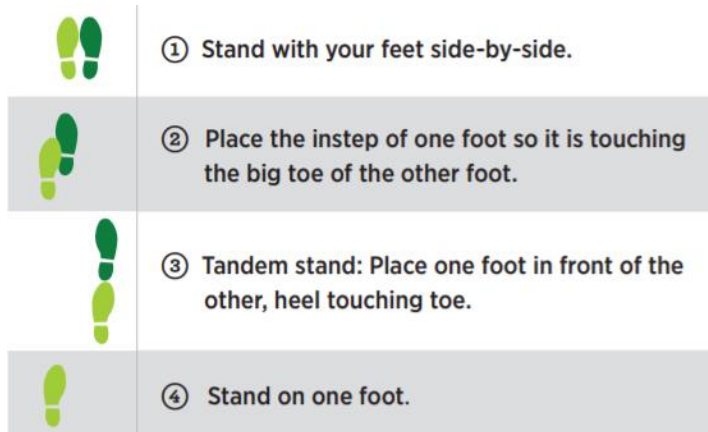 ① Stand with your feet side-by-side.
② Place the instep of one foot so it is touching
the big toe of the other foot.
③ Tandem stand: Place one foot in front of the
other, heel touching toe.
④ Stand on one foot.